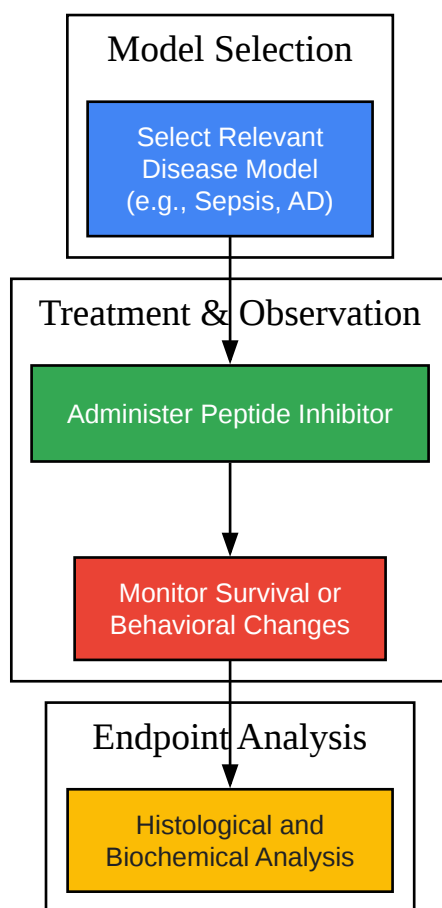 Model Selection
Select Relevant
Disease Model
(e.g., Sepsis, AD)
Treatment & Observation
Administer Peptide Inhibitor
Monitor Survival or
Behavioral Changes
Endpoint Analysis
Histological and
Biochemical Analysis